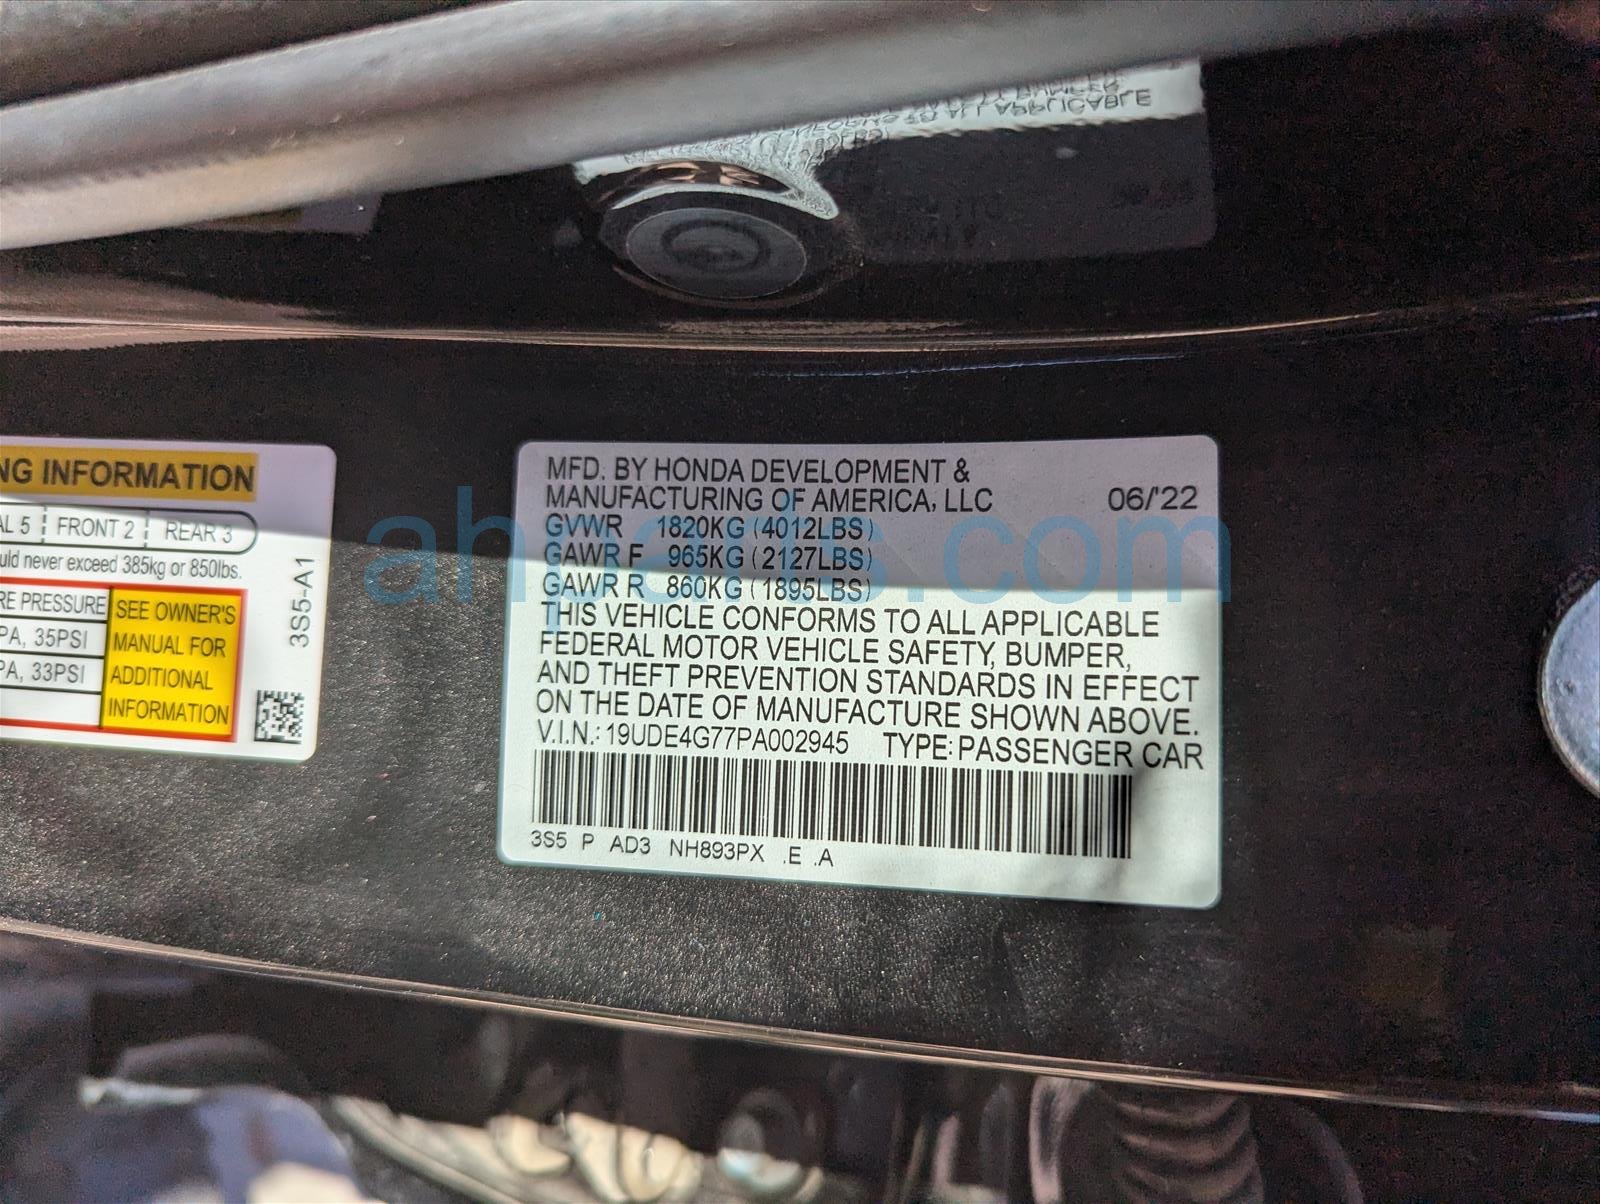 NG INFORMATION
AL 5 FRONT 2 REAR 3
uld never exceed 385kg or 850lbs.
RE PRESSURE
PA, 35PSI
PA, 33PSI
SEE OWNER'S
MANUAL FOR
ADDITIONAL
INFORMATION
3S5-A1
MFD. BY HONDA DEVELOPMENT &
MANUFACTURING OF AMERICA, LLC 06/'22
GVWR 1820KG (4012LBS)
GAWR F 965KG (2127LBS)
GAWR R 860KG (1895LBS)
THIS VEHICLE CONFORMS TO ALL APPLICABLE
FEDERAL MOTOR VEHICLE SAFETY, BUMPER,
AND THEFT PREVENTION STANDARDS IN EFFECT
ON THE DATE OF MANUFACTURE SHOWN ABOVE.
V.I.N.: 19UDE4G77PA002945 TYPE: PASSENGER CAR
3S5 P AD3 NH893PX .E .A